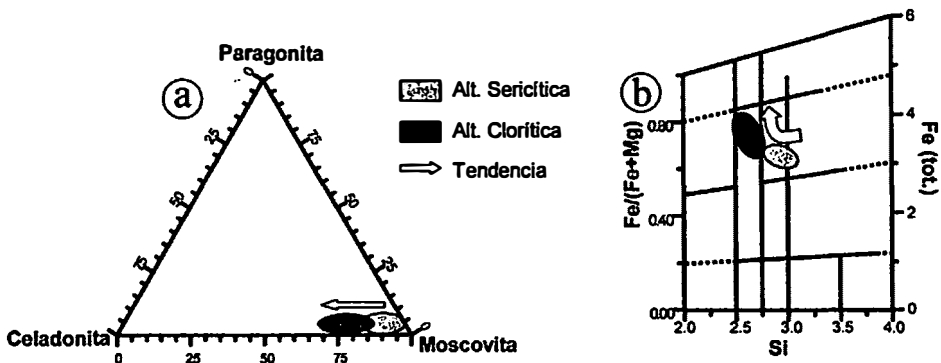 Paragonita
a
25
50
75
75
50
25
Celadonita
Moscovita
0
25
50
75
Alt. Sericítica
Alt. Clorítica
Tendencia
b
Fe/(Fe+Mg)
0.80
0.40
0.00
6
4
2
0
Fe (tot.)
2.0
2.5
3.0
3.5
4.0
Si